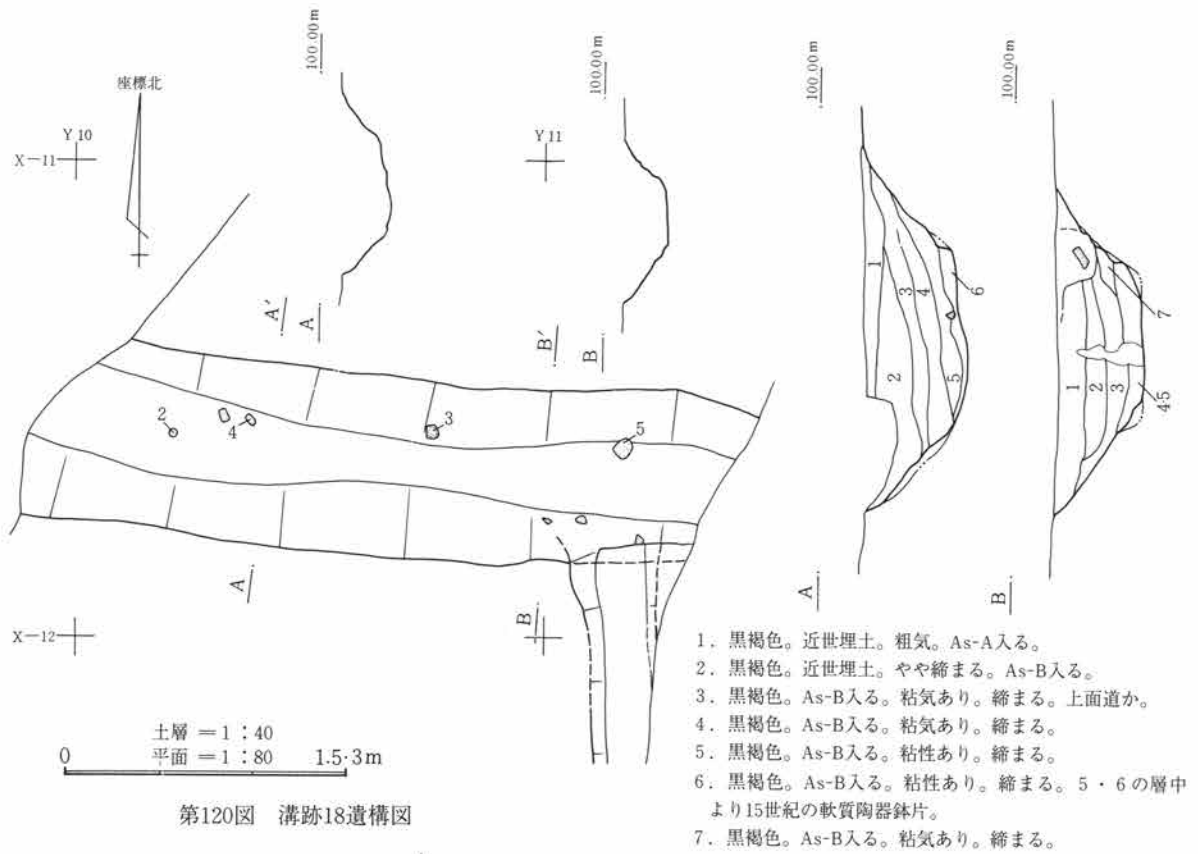 100.00m
100.00m
100.00m
100.00m
座標北
Y10
Y11
X-11
A'
A
B'
B
1
2
3
4
5
6
1
2
3
4·5
7
2
4
3
5
A
B
A
B
X-12
1．黒褐色。近世埋土。粗気。As-A入る。
2．黒褐色。近世埋土。やや締まる。As-B入る。
3．黒褐色。As-B入る。粘気あり。締まる。上面道か。
4．黒褐色。As-B入る。粘気あり。締まる。
5．黒褐色。As-B入る。粘性あり。締まる。
6．黒褐色。As-B入る。粘性あり。締まる。5・6の層中
より15世紀の軟質陶器鉢片。
7．黒褐色。As-B入る。粘気あり。締まる。
土層 ＝1：40
平面 ＝1：80
0 1.5·3m
第120図 溝跡18遺構図